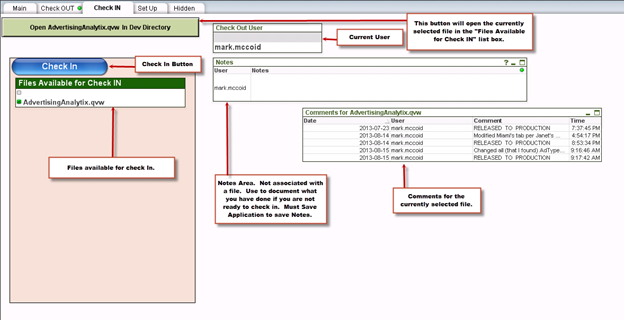 Main Check OUT Check IN Set Up Hidden
Open AdvertisingAnalytix.qvw In Dev Directory
This button will open the currently
selected file in the "Files Available
for Check IN" list box.
Check Out User
mark.mccoid
Current User
Check In
Check In Button
Files Available for Check IN
AdvertisingAnalytix.qvw
Files available for check in.
Notes
User Notes
mark.mccoid
Notes Area. Not associated with
a file. Use to document what
you have done if you are not
ready to check in. Must Save
Application to save Notes.
Comments for AdvertisingAnalytix.qvw
Date User Comment Time
2013-07-23 mark.mccoid RELEASED TO PRODUCTION 7:37:45 PM
2013-08-14 mark.mccoid Modified Miami's tab per Janet's ... 4:54:17 PM
2013-08-14 mark.mccoid RELEASED TO PRODUCTION 8:53:34 PM
2013-08-15 mark.mccoid Changed all (that I found) AdType... 9:16:46 AM
2013-08-15 mark.mccoid RELEASED TO PRODUCTION 9:17:42 AM
Comments for the
currently selected file.